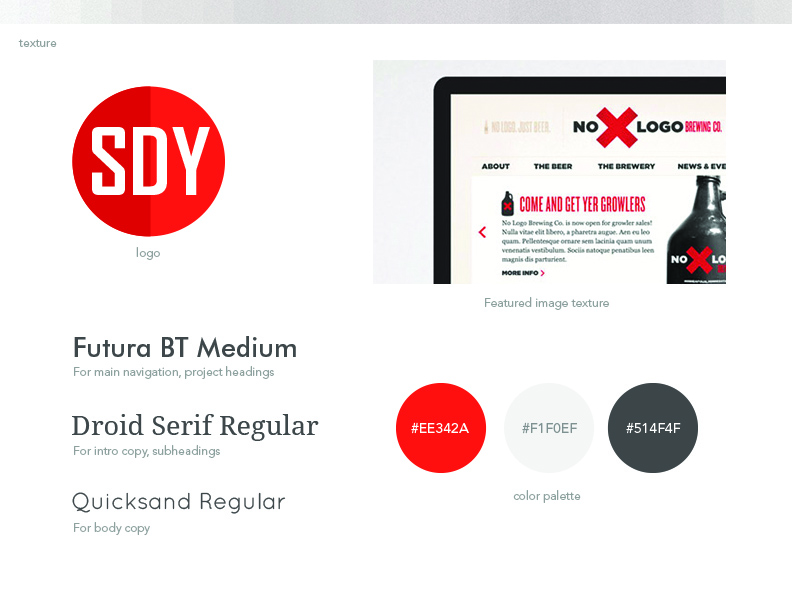 texture
SDY
logo
NO LOGO. JUST BEER.
NO LOGO BREWING CO.
ABOUT THE BEER THE BREWERY NEWS & EVE
COME AND GET YER GROWLERS
No Logo Brewing Co. is now open for growler sales!
Nulla vitae elit libero, a pharetra augue. Aen eu leo
quam. Pellentesque ornare sem lacinia quam unum
venenatis vestibulum. Sociis natoque penatibus leen
magnis dis parturient.
MORE INFO
NO LO
Featured image texture
Futura BT Medium
For main navigation, project headings
Droid Serif Regular
For intro copy, subheadings
Quicksand Regular
For body copy
#EE342A #F1F0EF #514F4F
color palette